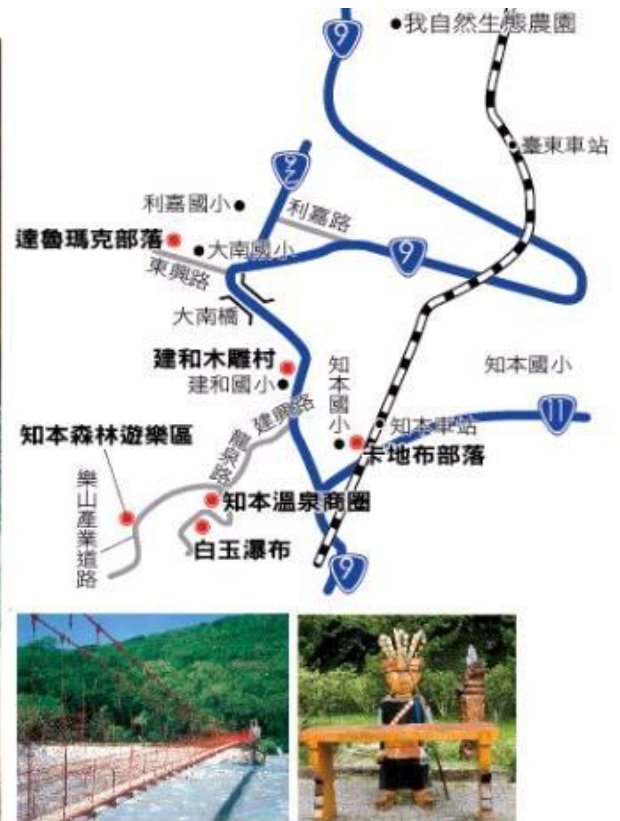 9
我自然生態農園
臺東車站
9乙
利嘉國小
利嘉路
達魯瑪克部落
大南國小
9
東興路
大南橋
建和木雕村
建和國小
知本國小
知本國小
11
建興路
知本車站
卡地布部落
知本森林遊樂區
龍泉路
知本溫泉商圈
樂山產業道路
白玉瀑布
9